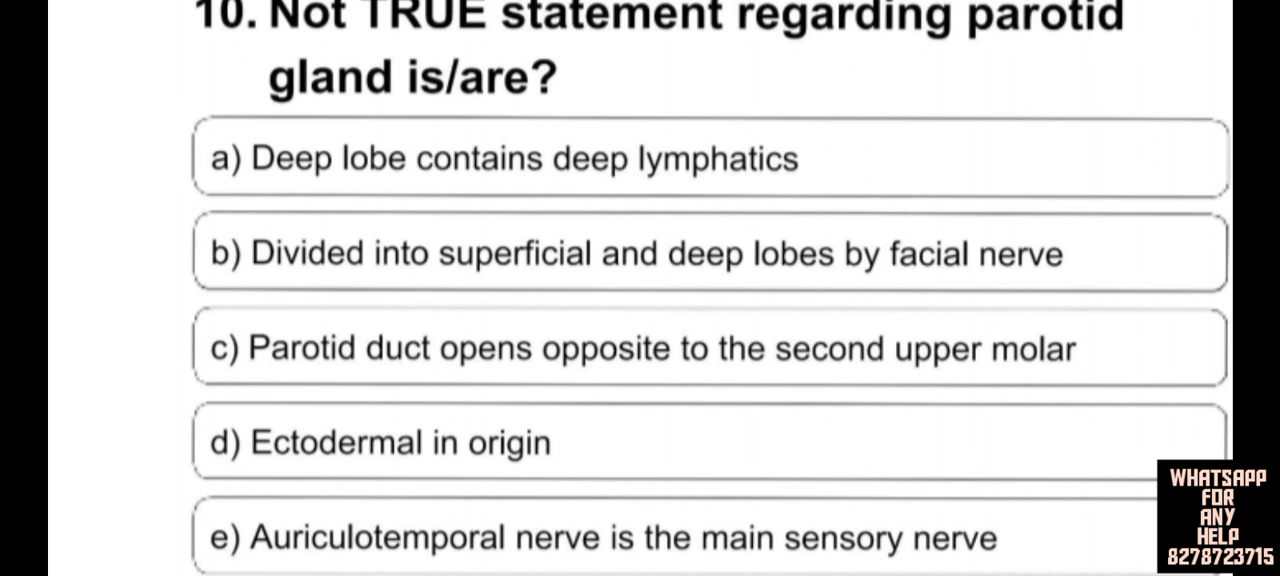 10. Not TRUE statement regarding parotid
gland is/are?
a) Deep lobe contains deep lymphatics
b) Divided into superficial and deep lobes by facial nerve
c) Parotid duct opens opposite to the second upper molar
d) Ectodermal in origin
e) Auriculotemporal nerve is the main sensory nerve
WHATSAPP
FOR
ANY
HELP
8278723715